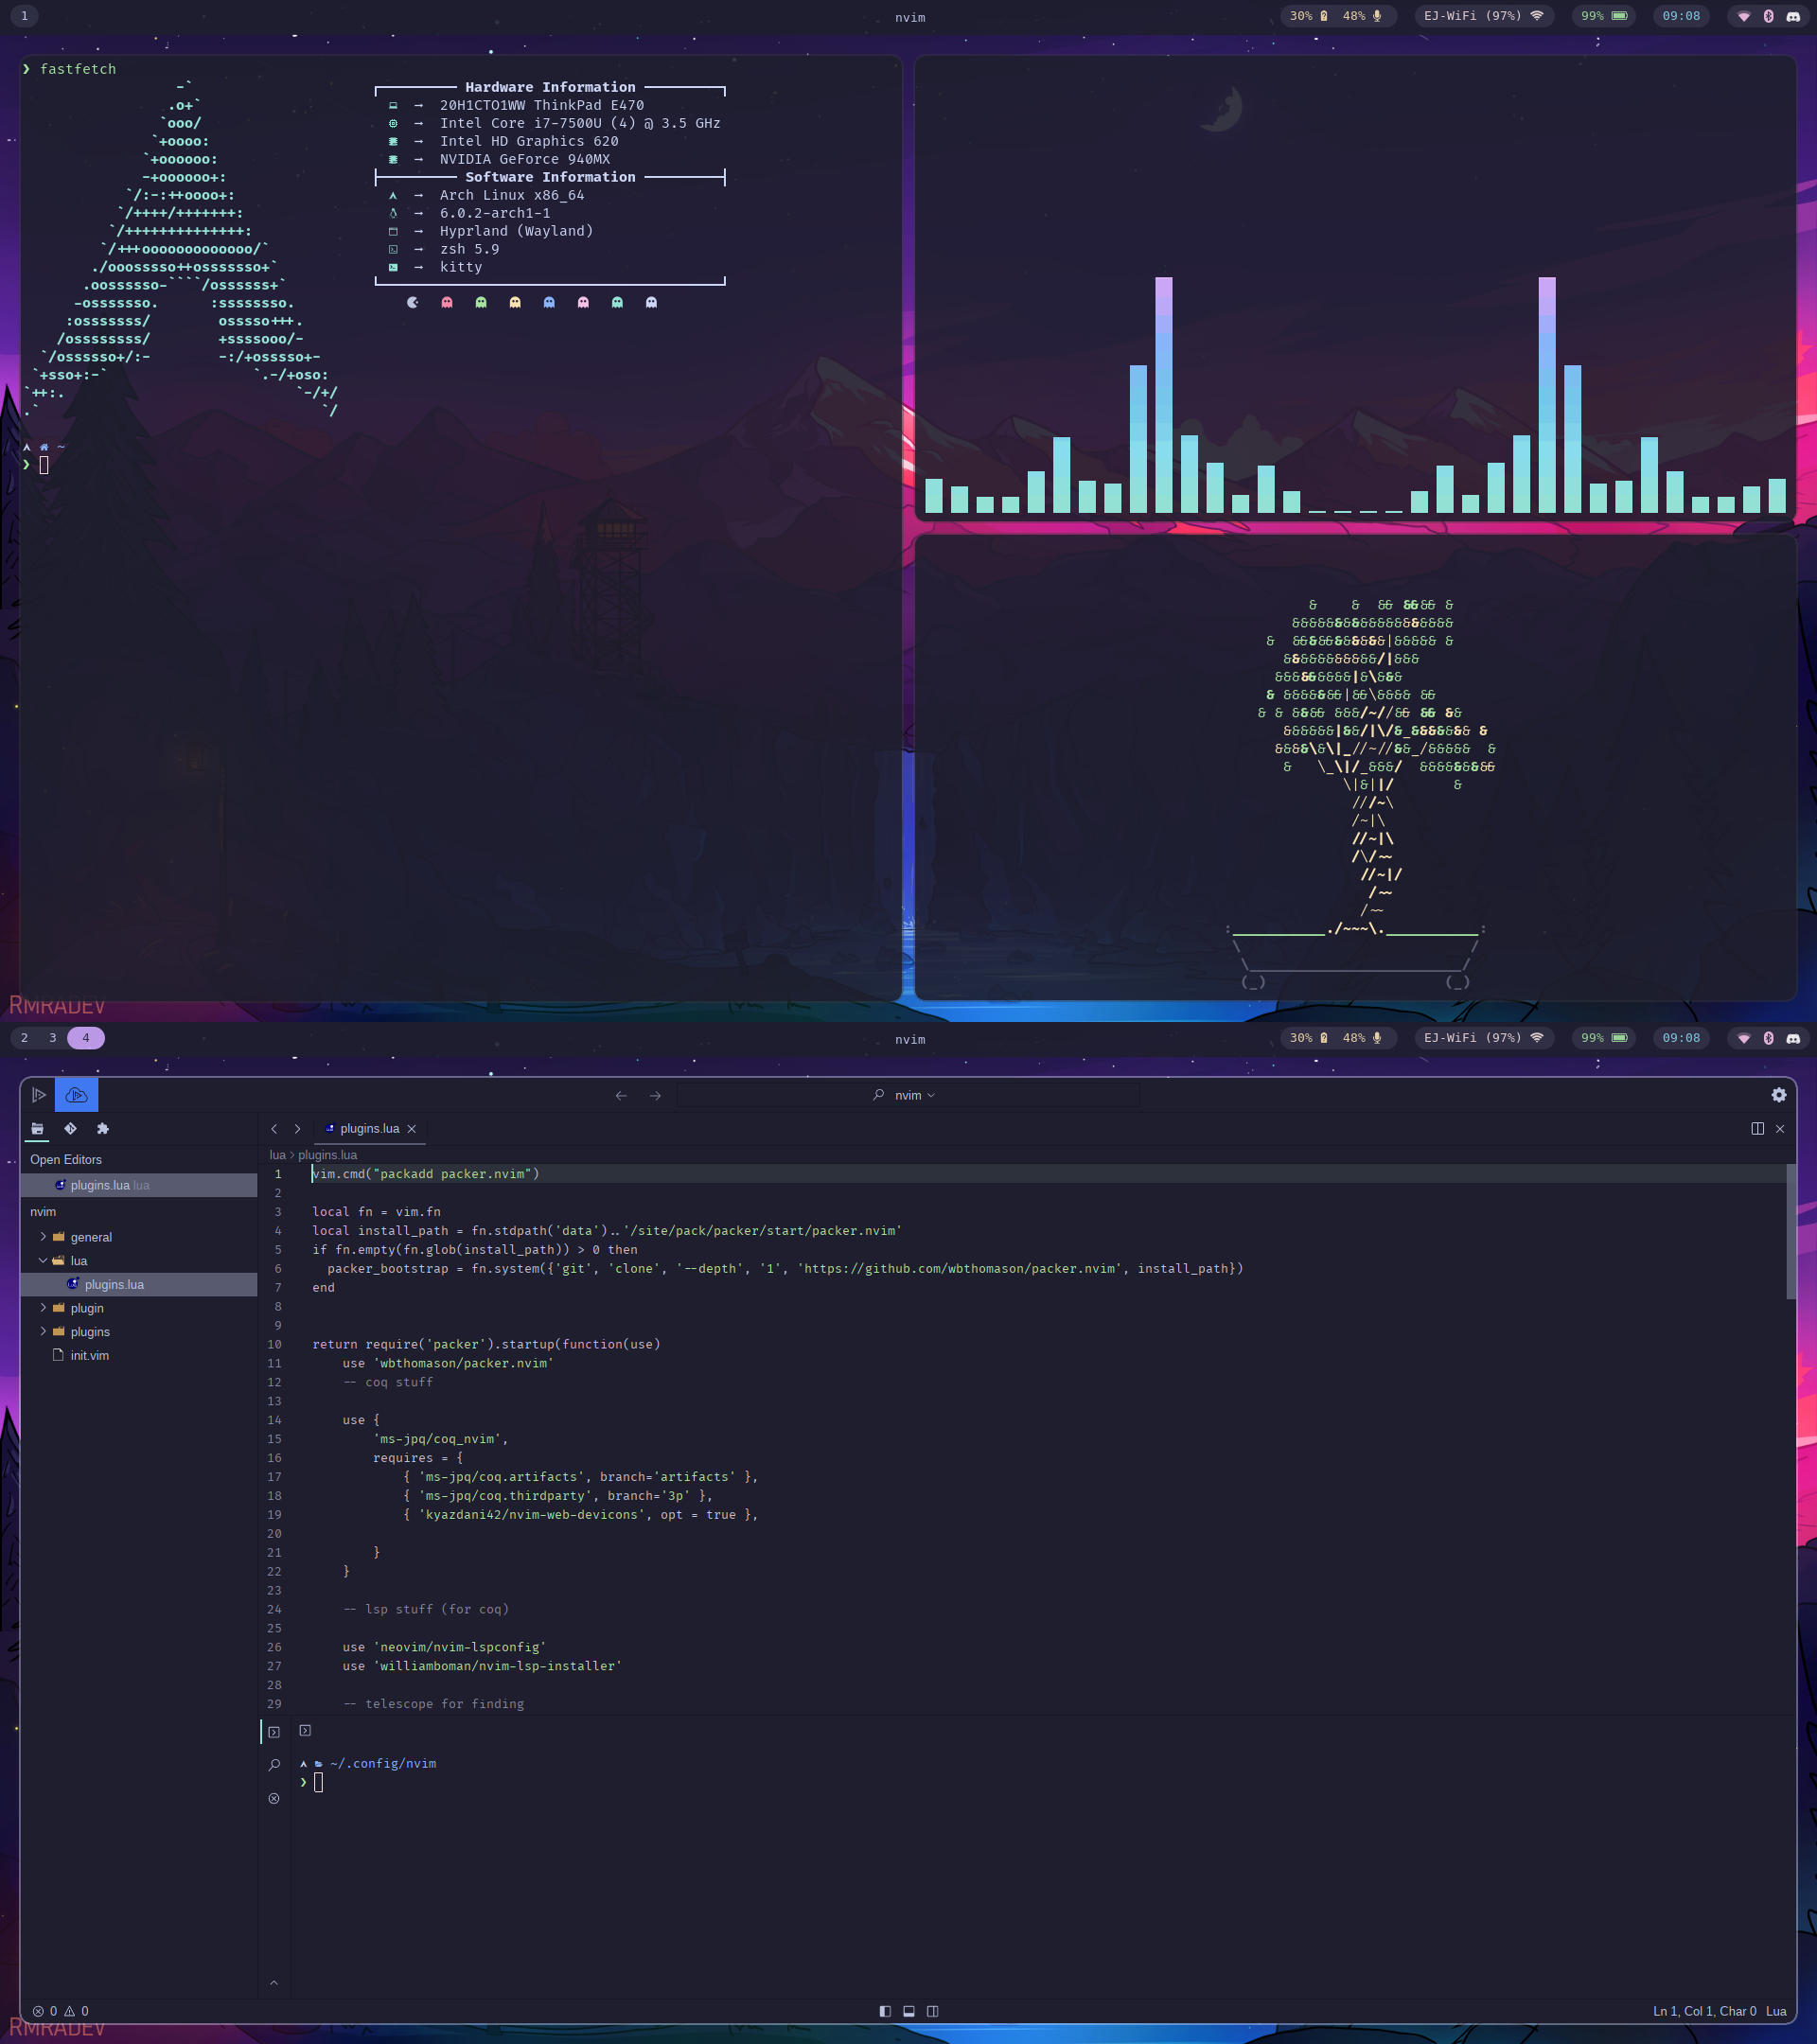 1
nvim
30% 48%
EJ-WiFi (97%)
99%
09:08
❯ fastfetch
-`
.o+`
`ooo/
`+oooo:
`+oooooo:
-+oooooo+:
`/:-:++oooo+:
`/++++/+++++++:
`/++++++++++++++:
`/+++ooooooooooooo/`
./ooosssso++osssssso+`
.oossssso-````/ossssss+`
-osssssso. :ssssssso.
:osssssss/ osssso+++.
/ossssssss/ +ssssooo/-
`/ossssso+/:- -:/+osssso+-
`+sso+:-` `.-/+oso:
`++:. `-/+/
.` `/
Hardware Information
→ 20H1CTO1WW ThinkPad E470
→ Intel Core i7-7500U (4) @ 3.5 GHz
→ Intel HD Graphics 620
→ NVIDIA GeForce 940MX
Software Information
→ Arch Linux x86_64
→ 6.0.2-arch1-1
→ Hyprland (Wayland)
→ zsh 5.9
→ kitty
~
❯
RMRADEV
2 3 4
nvim
30% 48%
EJ-WiFi (97%)
99%
09:08
nvim
plugins.lua
Open Editors
plugins.lua lua
nvim
general
lua
plugins.lua
plugin
plugins
init.vim
lua > plugins.lua
1 vim.cmd("packadd packer.nvim")
2
3 local fn = vim.fn
4 local install_path = fn.stdpath('data')..'/site/pack/packer/start/packer.nvim'
5 if fn.empty(fn.glob(install_path)) > 0 then
6   packer_bootstrap = fn.system({'git', 'clone', '--depth', '1', 'https://github.com/wbthomason/packer.nvim', install_path})
7 end
8
9
10 return require('packer').startup(function(use)
11     use 'wbthomason/packer.nvim'
12     -- coq stuff
13
14     use {
15         'ms-jpq/coq_nvim',
16         requires = {
17             { 'ms-jpq/coq.artifacts', branch='artifacts' },
18             { 'ms-jpq/coq.thirdparty', branch='3p' },
19             { 'kyazdani42/nvim-web-devicons', opt = true },
20
21         }
22     }
23
24     -- lsp stuff (for coq)
25
26     use 'neovim/nvim-lspconfig'
27     use 'williamboman/nvim-lsp-installer'
28
29     -- telescope for finding
~/.config/nvim
❯
0 0
Ln 1, Col 1, Char 0 Lua
RMRADEV